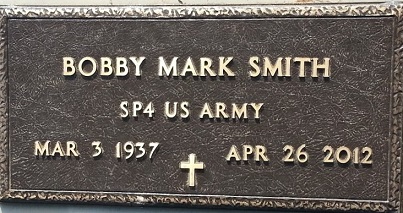 BOBBY MARK SMITH
SP4 US ARMY
MAR 3 1937 APR 26 2012